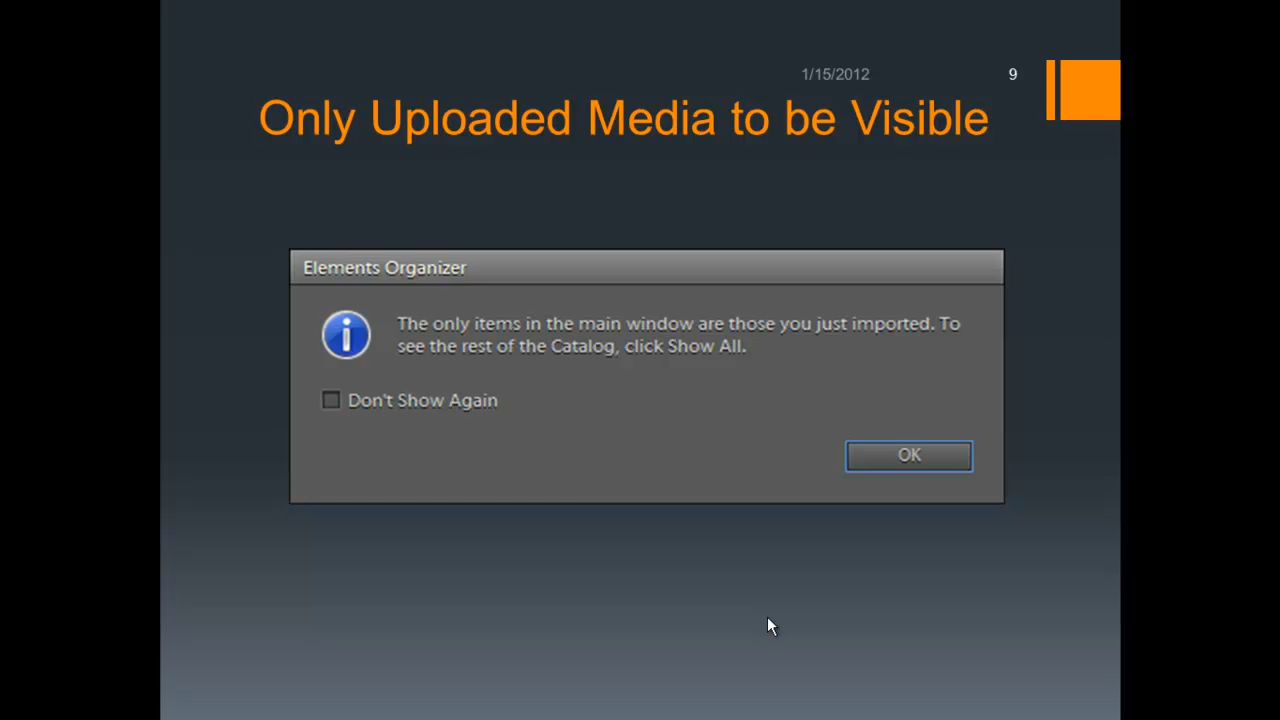 1/15/2012
9
Only Uploaded Media to be Visible
Elements Organizer
The only items in the main window are those you just imported. To
see the rest of the Catalog, click Show All.
Don't Show Again
OK